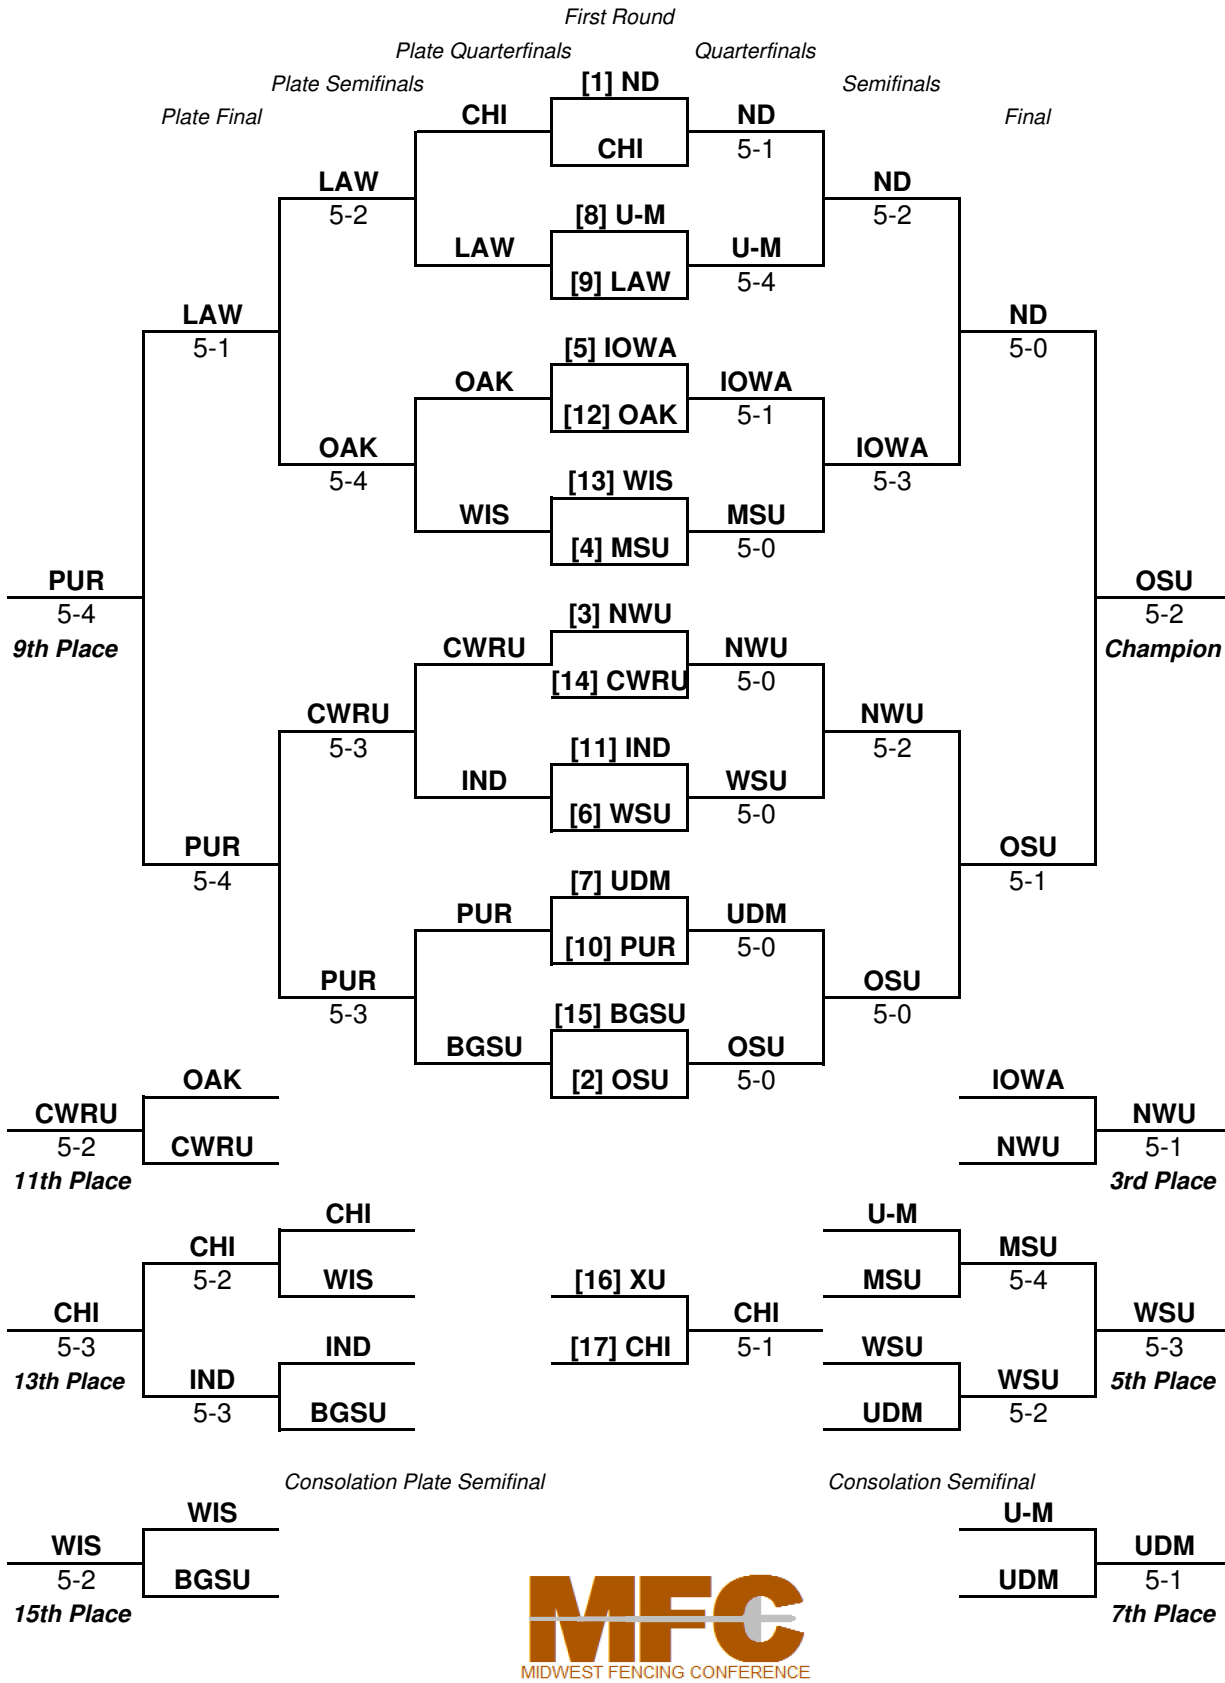 First Round
Plate Quarterfinals Quarterfinals
Plate Semifinals [1] ND Semifinals
Plate Final CHI ND Final
CHI 5-1
LAW ND
5-2 [8] U-M 5-2
LAW U-M
[9] LAW 5-4
LAW ND
5-1 [5] IOWA 5-0
OAK IOWA
[12] OAK 5-1
OAK IOWA
5-4 [13] WIS 5-3
WIS MSU
[4] MSU 5-0
PUR OSU
5-4 [3] NWU 5-2
9th Place CWRU NWU Champion
[14] CWRU 5-0
CWRU NWU
5-3 [11] IND 5-2
IND WSU
[6] WSU 5-0
PUR OSU
5-4 [7] UDM 5-1
PUR UDM
[10] PUR 5-0
PUR OSU
5-3 [15] BGSU 5-0
BGSU OSU
OAK [2] OSU 5-0 IOWA
CWRU NWU
5-2 CWRU NWU 5-1
11th Place 3rd Place
CHI U-M
CHI MSU
5-2 WIS [16] XU MSU 5-4
CHI CHI WSU
5-3 IND [17] CHI 5-1 WSU 5-3
13th Place IND WSU 5th Place
5-3 BGSU UDM 5-2
Consolation Plate Semifinal Consolation Semifinal
WIS U-M
WIS UDM
5-2 BGSU UDM 5-1
15th Place 7th Place
MFC
MIDWEST FENCING CONFERENCE